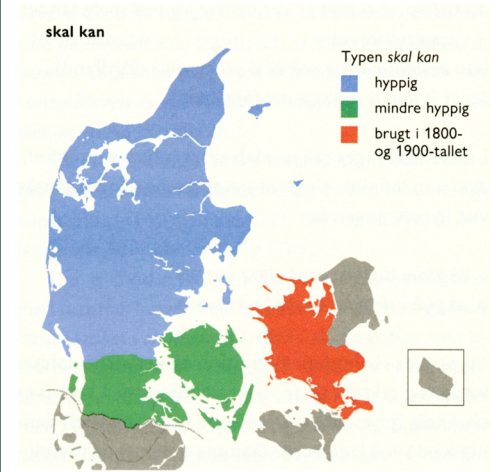 skal kan
Typen skal kan
hyppig
mindre hyppig
brugt i 1800-
og 1900-tallet